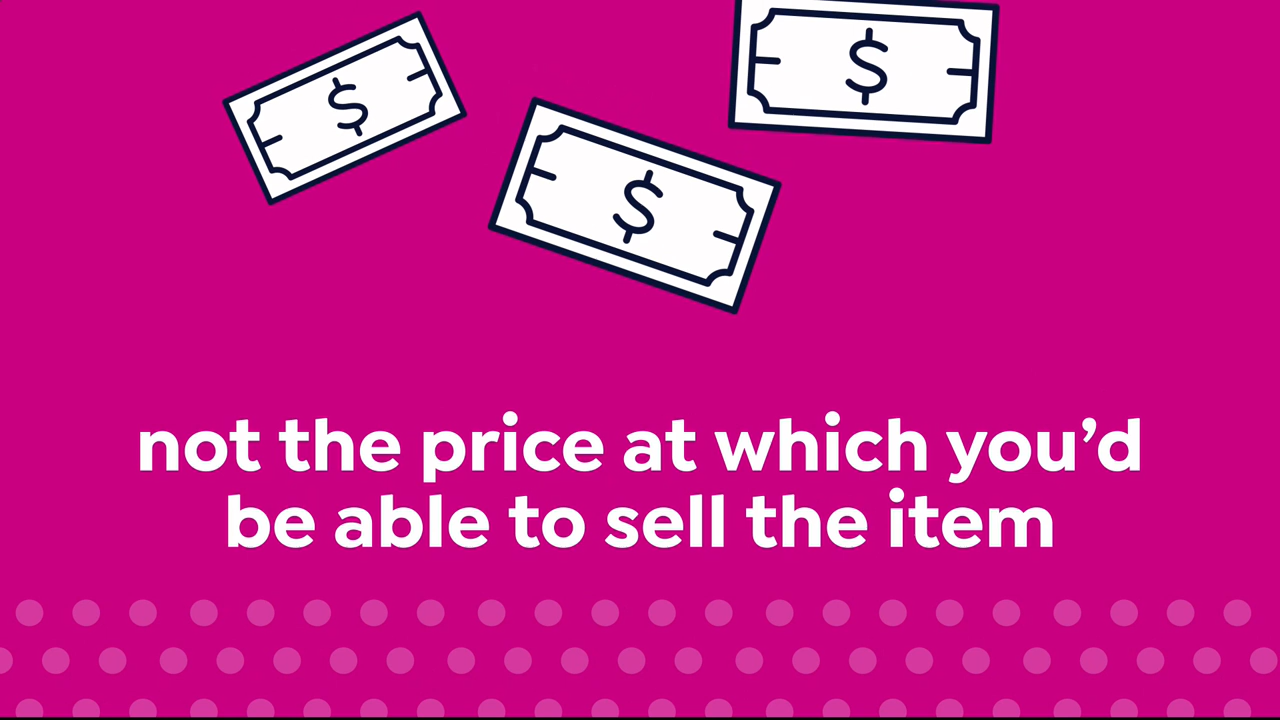 $
$
$
not the price at which you’d
be able to sell the item